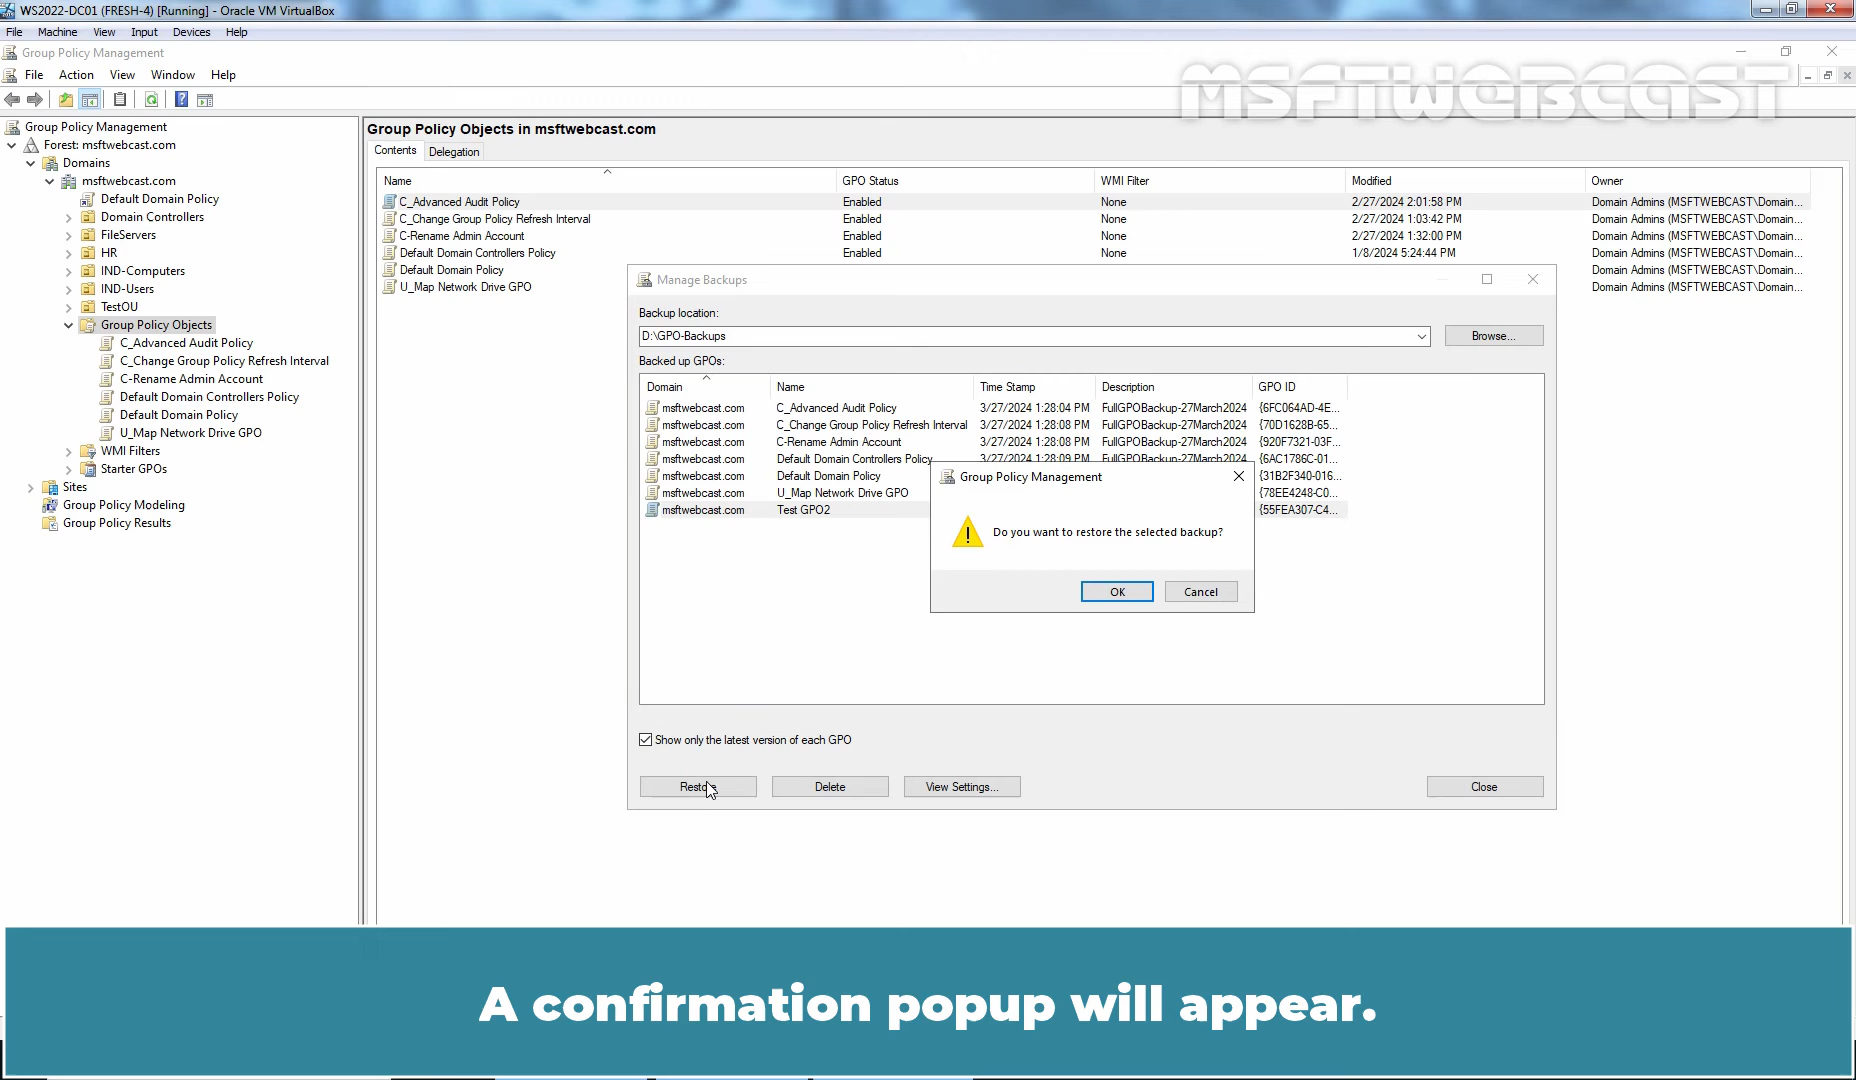 WS2022-DC01 (FRESH-4) [Running] - Oracle VM VirtualBox
File Machine View Input Devices Help
Group Policy Management
File Action View Window Help
MSFTWEBCAST
Group Policy Management
Forest: msftwebcast.com
Domains
msftwebcast.com
Default Domain Policy
Domain Controllers
FileServers
HR
IND-Computers
IND-Users
TestOU
Group Policy Objects
C_Advanced Audit Policy
C_Change Group Policy Refresh Interval
C-Rename Admin Account
Default Domain Controllers Policy
Default Domain Policy
U_Map Network Drive GPO
WMI Filters
Starter GPOs
Sites
Group Policy Modeling
Group Policy Results
Group Policy Objects in msftwebcast.com
Contents Delegation
Name GPO Status WMI Filter Modified Owner
C_Advanced Audit Policy Enabled None 2/27/2024 2:01:58 PM Domain Admins (MSFTWEBCAST\Domain...
C_Change Group Policy Refresh Interval Enabled None 2/27/2024 1:03:42 PM Domain Admins (MSFTWEBCAST\Domain...
C-Rename Admin Account Enabled None 2/27/2024 1:32:00 PM Domain Admins (MSFTWEBCAST\Domain...
Default Domain Controllers Policy Enabled None 1/8/2024 5:24:44 PM Domain Admins (MSFTWEBCAST\Domain...
Default Domain Policy Domain Admins (MSFTWEBCAST\Domain...
U_Map Network Drive GPO Domain Admins (MSFTWEBCAST\Domain...
Manage Backups
Backup location:
D:\GPO-Backups Browse...
Backed up GPOs:
Domain Name Time Stamp Description GPO ID
msftwebcast.com C_Advanced Audit Policy 3/27/2024 1:28:04 PM FullGPOBackup-27March2024 {6FC064AD-4E...
msftwebcast.com C_Change Group Policy Refresh Interval 3/27/2024 1:28:08 PM FullGPOBackup-27March2024 {70D1628B-65...
msftwebcast.com C-Rename Admin Account 3/27/2024 1:28:08 PM FullGPOBackup-27March2024 {920F7321-03F...
msftwebcast.com Default Domain Controllers Policy 3/27/2024 1:28:09 PM FullGPOBackup-27March2024 {6AC1786C-01...
msftwebcast.com Default Domain Policy {31B2F340-016...
msftwebcast.com U_Map Network Drive GPO {78EE4248-C0...
msftwebcast.com Test GPO2 {55FEA307-C4...
Group Policy Management
Do you want to restore the selected backup?
OK Cancel
Show only the latest version of each GPO
Restore Delete View Settings... Close
A confirmation popup will appear.